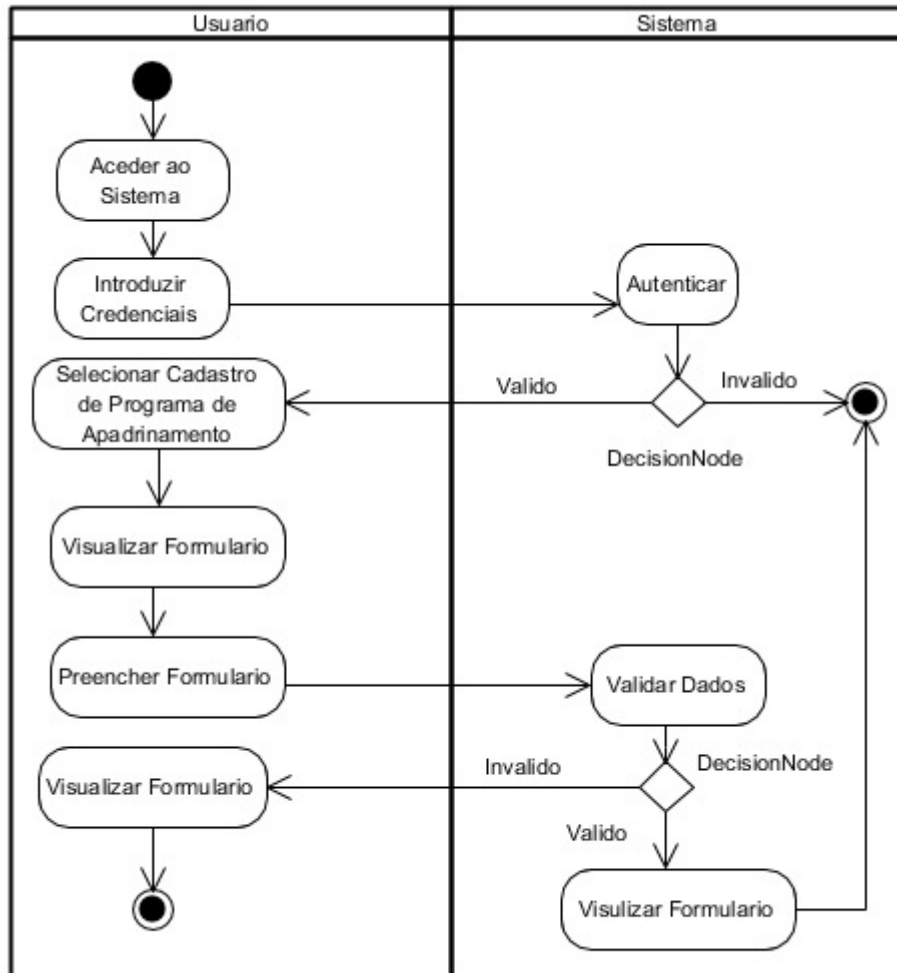 Usuario
Sistema
Aceder ao
Sistema
Introduzir
Credenciais
Autenticar
Selecionar Cadastro
de Programa de
Apadrinamento
Valido
Invalido
DecisionNode
Visualizar Formulario
Preencher Formulario
Validar Dados
DecisionNode
Invalido
Visualizar Formulario
Valido
Visulizar Formulario